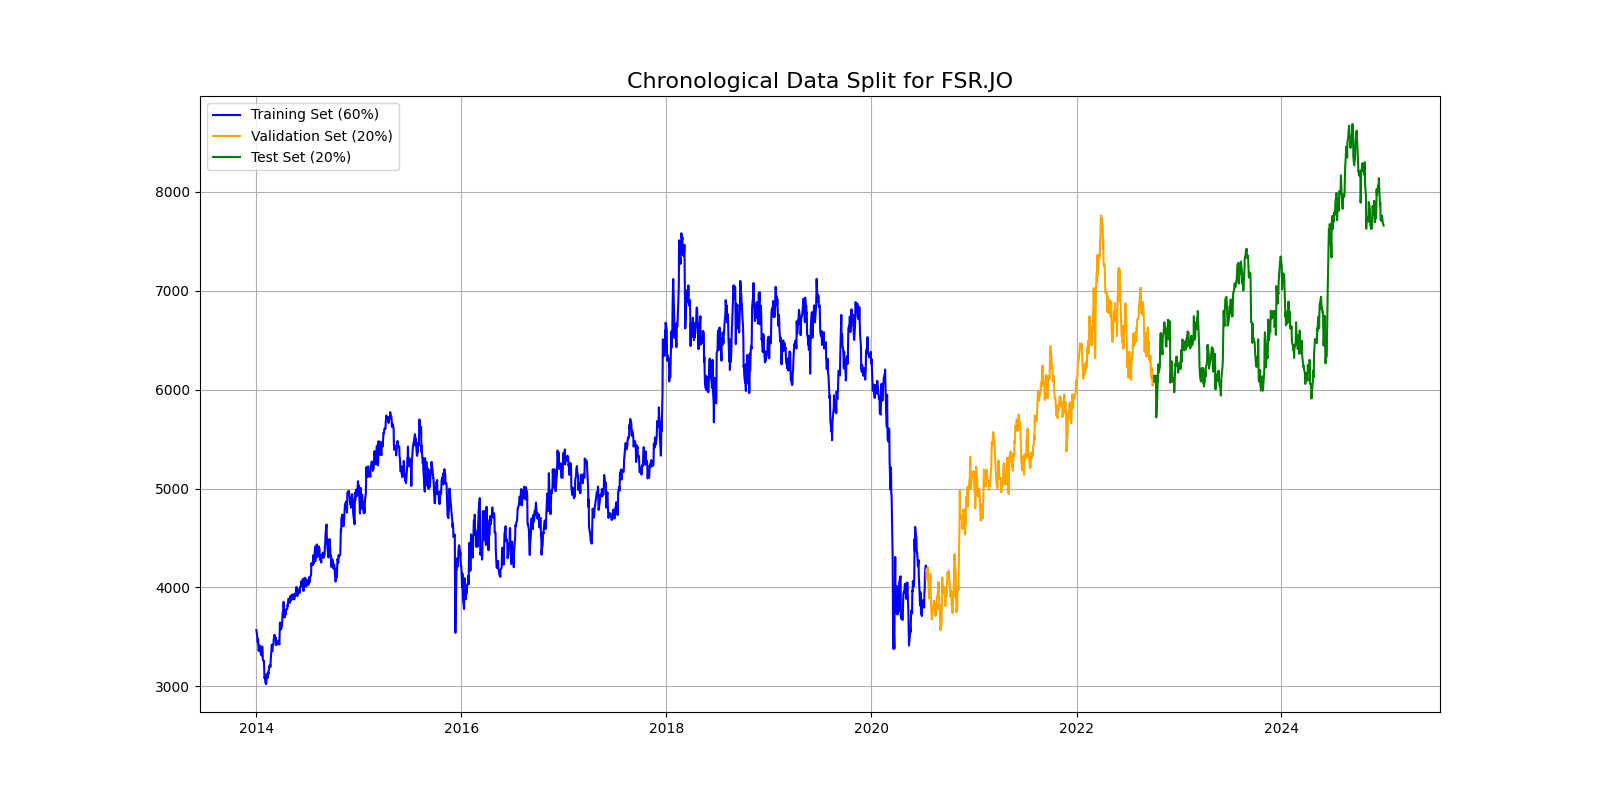 Chronological Data Split for FSR.JO
Training Set (60%)
Validation Set (20%)
Test Set (20%)
8000
7000
6000
5000
4000
3000
2014 2016 2018 2020 2022 2024